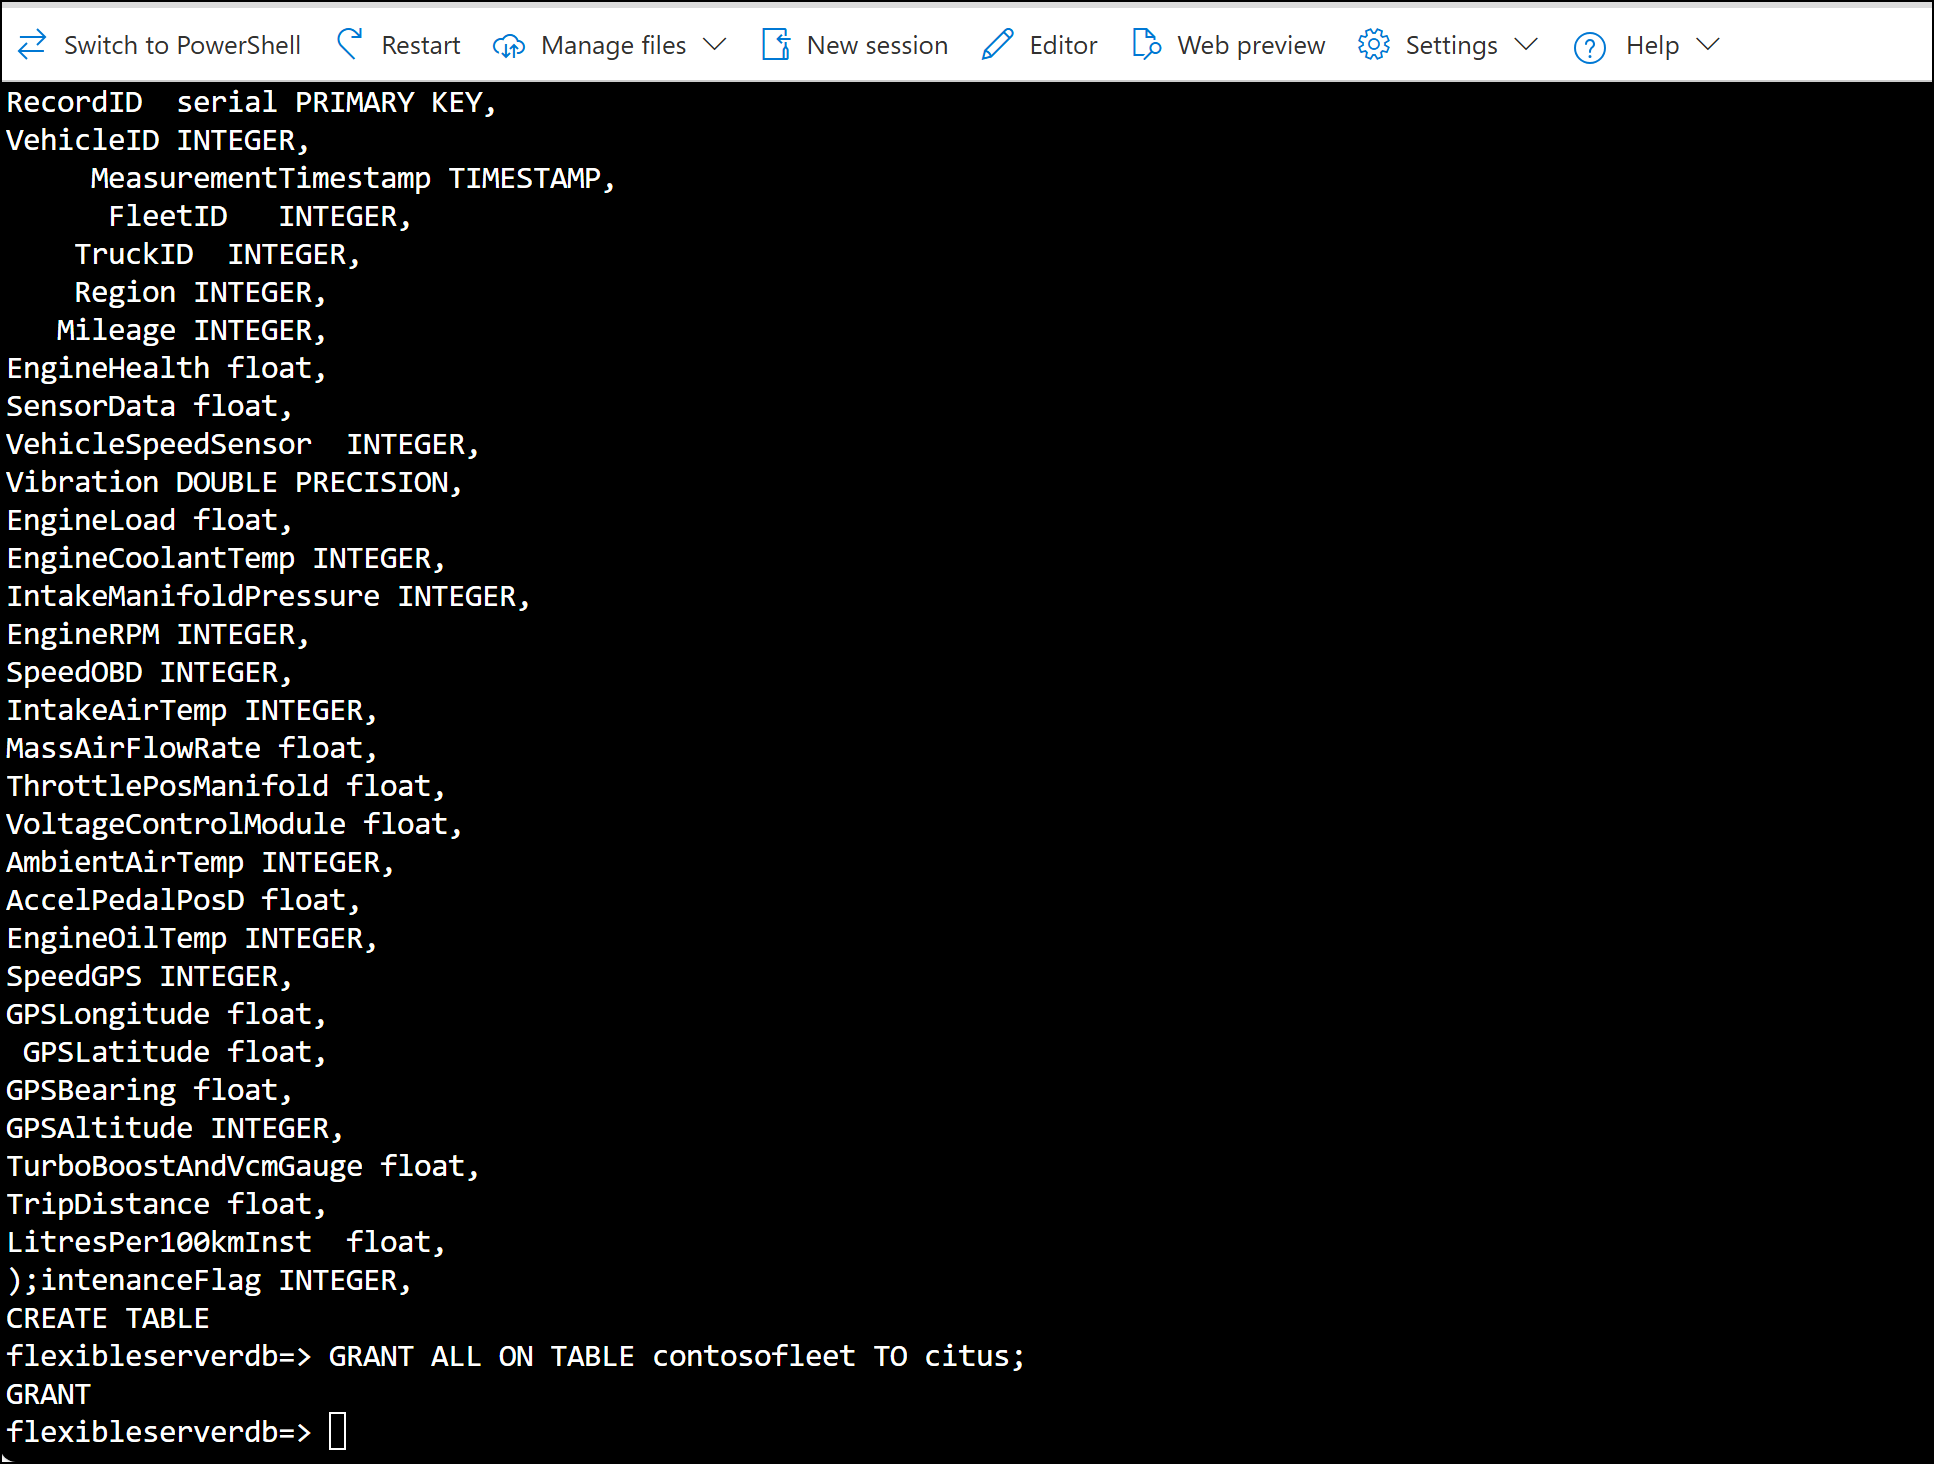 Switch to PowerShell Restart Manage files New session Editor Web preview Settings ? Help
RecordID  serial PRIMARY KEY,
VehicleID INTEGER,
     MeasurementTimestamp TIMESTAMP,
      FleetID   INTEGER,
    TruckID  INTEGER,
    Region INTEGER,
   Mileage INTEGER,
EngineHealth float,
SensorData float,
VehicleSpeedSensor  INTEGER,
Vibration DOUBLE PRECISION,
EngineLoad float,
EngineCoolantTemp INTEGER,
IntakeManifoldPressure INTEGER,
EngineRPM INTEGER,
SpeedOBD INTEGER,
IntakeAirTemp INTEGER,
MassAirFlowRate float,
ThrottlePosManifold float,
VoltageControlModule float,
AmbientAirTemp INTEGER,
AccelPedalPosD float,
EngineOilTemp INTEGER,
SpeedGPS INTEGER,
GPSLongitude float,
 GPSLatitude float,
GPSBearing float,
GPSAltitude INTEGER,
TurboBoostAndVcmGauge float,
TripDistance float,
LitresPer100kmInst  float,
);intenanceFlag INTEGER,
CREATE TABLE
flexibleserverdb=> GRANT ALL ON TABLE contosofleet TO citus;
GRANT
flexibleserverdb=>